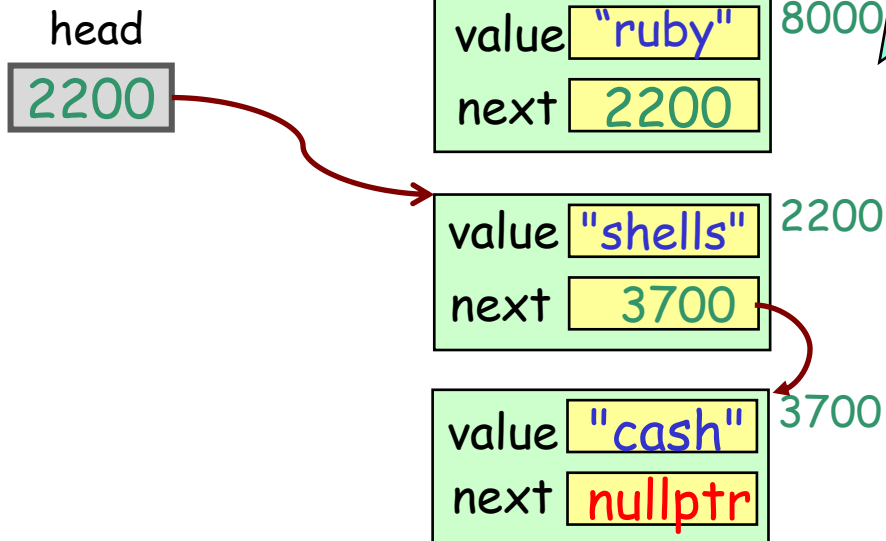 head
2200
value "ruby" 8000
next 2200
value "shells" 2200
next 3700
value "cash" 3700
next nullptr